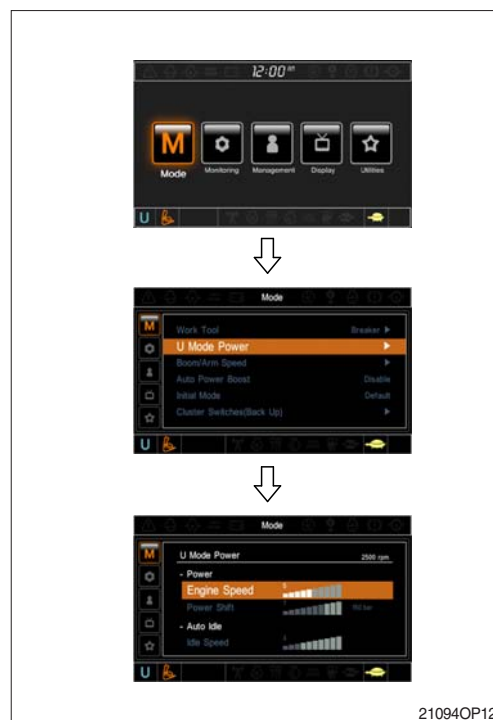 12:00 AM
M
Mode
Monitoring
Management
Display
Utilities
U
Mode
M
Work Tool Breaker
U Mode Power
Boom/Arm Speed
Auto Power Boost Disable
Initial Mode Default
Cluster Switches(Back Up)
U
Mode
M
U Mode Power 2500 rpm
- Power
Engine Speed
Power Shift
- Auto Idle
Idle Speed
U
21094OP12